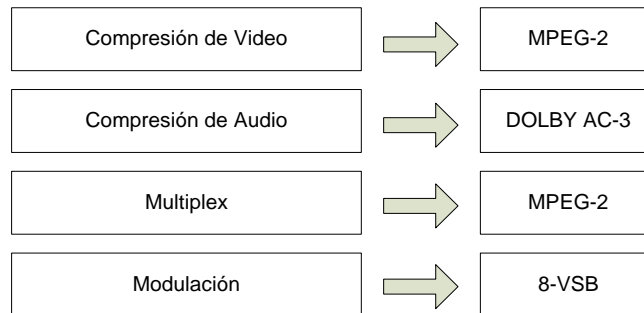 Compresión de Video
MPEG-2
Compresión de Audio
DOLBY AC-3
Multiplex
MPEG-2
Modulación
8-VSB